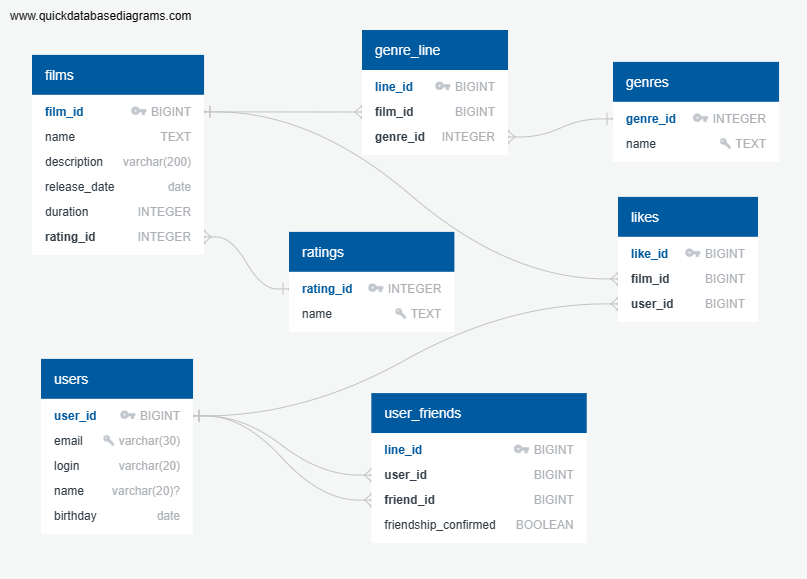 www.quickdatabasediagrams.com
films
film_id BIGINT
name TEXT
description varchar(200)
release_date date
duration INTEGER
rating_id INTEGER
genre_line
line_id BIGINT
film_id BIGINT
genre_id INTEGER
genres
genre_id INTEGER
name TEXT
likes
like_id BIGINT
film_id BIGINT
user_id BIGINT
ratings
rating_id INTEGER
name TEXT
users
user_id BIGINT
email varchar(30)
login varchar(20)
name varchar(20)?
birthday date
user_friends
line_id BIGINT
user_id BIGINT
friend_id BIGINT
friendship_confirmed BOOLEAN